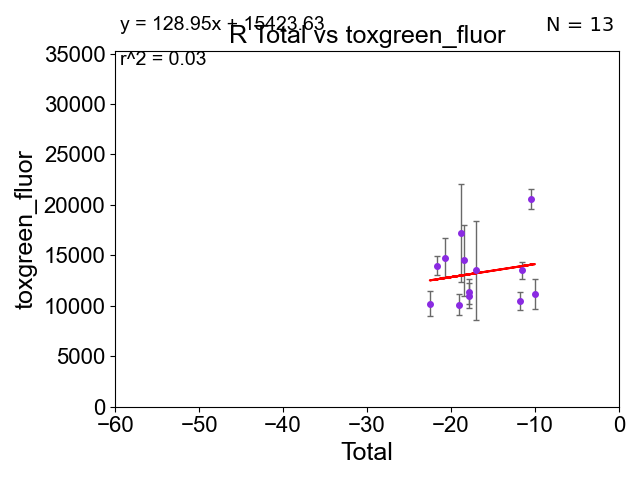 y = 128.95x + 15423.63
N = 13
R Total vs toxgreen_fluor
r^2 = 0.03
35000
30000
25000
20000
15000
10000
5000
0
toxgreen_fluor
−60 −50 −40 −30 −20 −10 0
Total